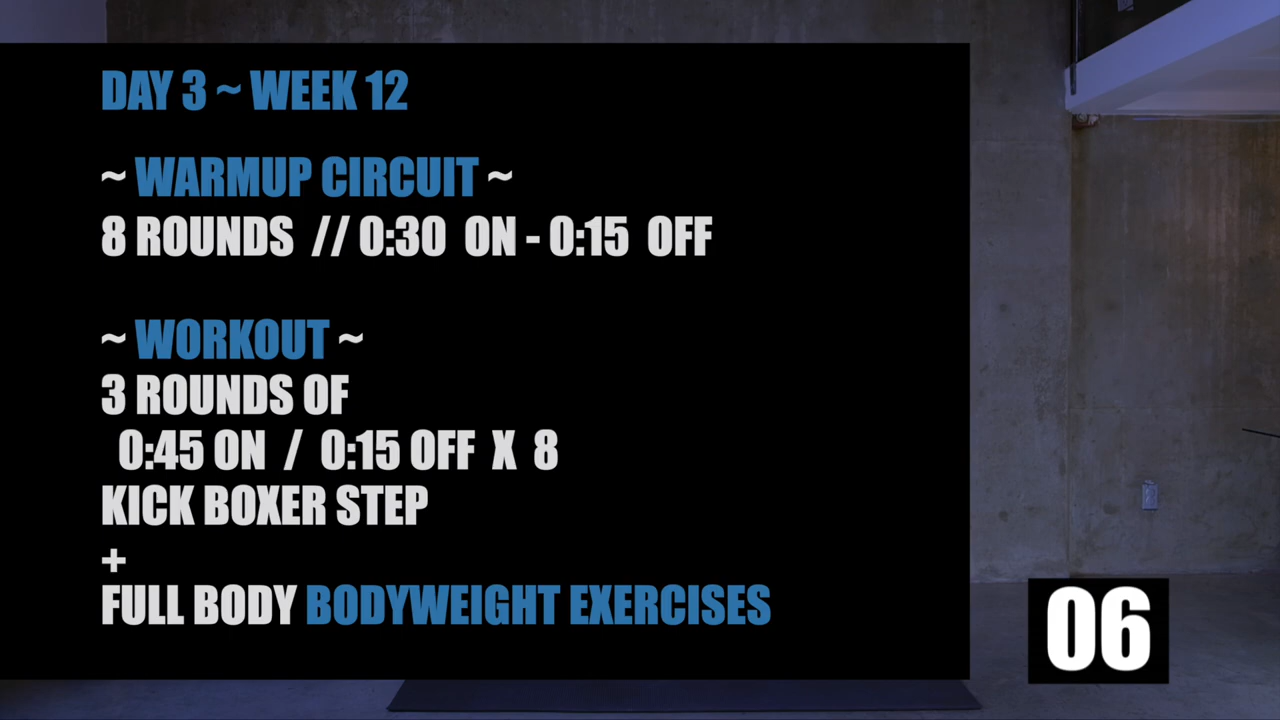 DAY 3 ~ WEEK 12
~ WARMUP CIRCUIT ~
8 ROUNDS // 0:30 ON - 0:15 OFF
~ WORKOUT ~
3 ROUNDS OF
0:45 ON / 0:15 OFF X 8
KICK BOXER STEP
+
FULL BODY BODYWEIGHT EXERCISES
06